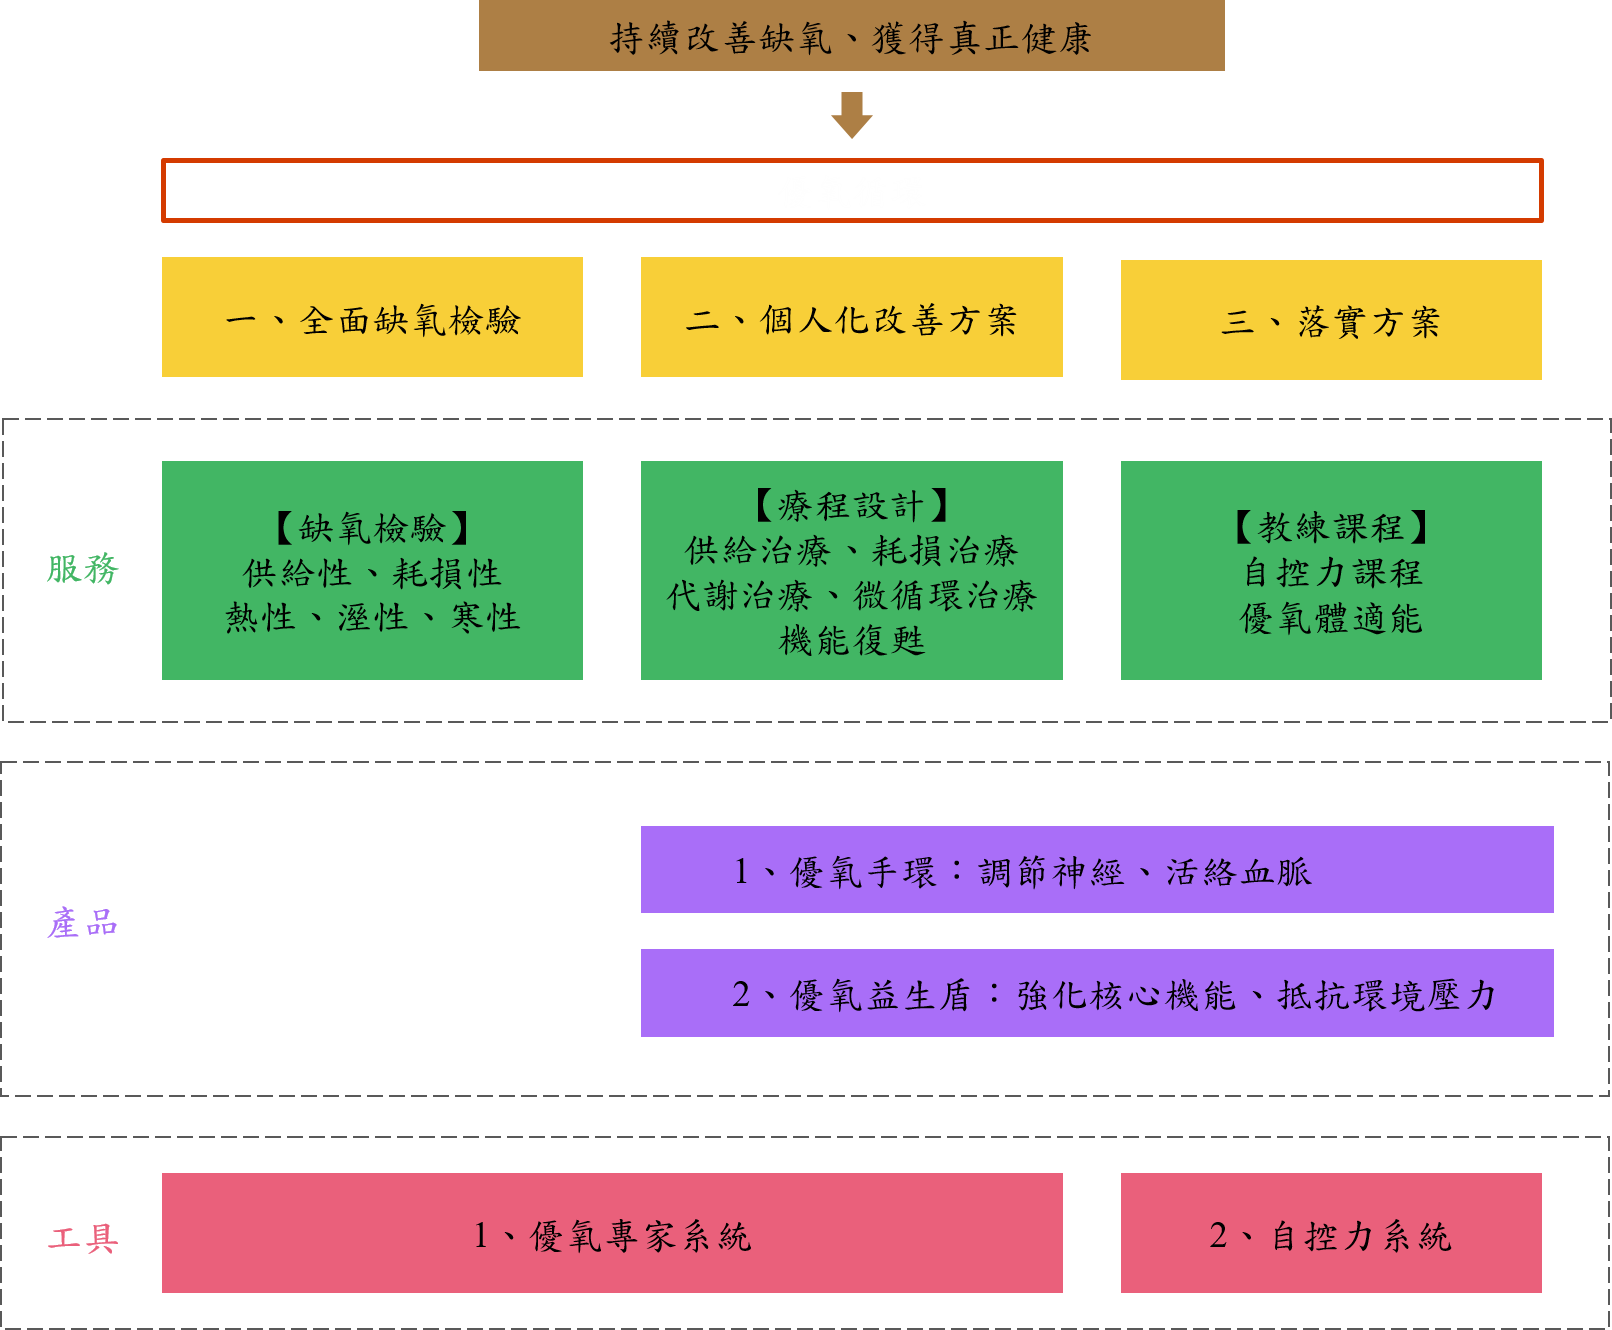 持續改善缺氧、獲得真正健康
一、全面缺氧檢驗
二、個人化改善方案
三、落實方案
服務
【缺氧檢驗】
供給性、耗損性
熱性、溼性、寒性
【療程設計】
供給治療、耗損治療
代謝治療、微循環治療
機能復甦
【教練課程】
自控力課程
優氧體適能
產品
1、優氧手環：調節神經、活絡血脈
2、優氧益生盾：強化核心機能、抵抗環境壓力
工具
1、優氧專家系統
2、自控力系統